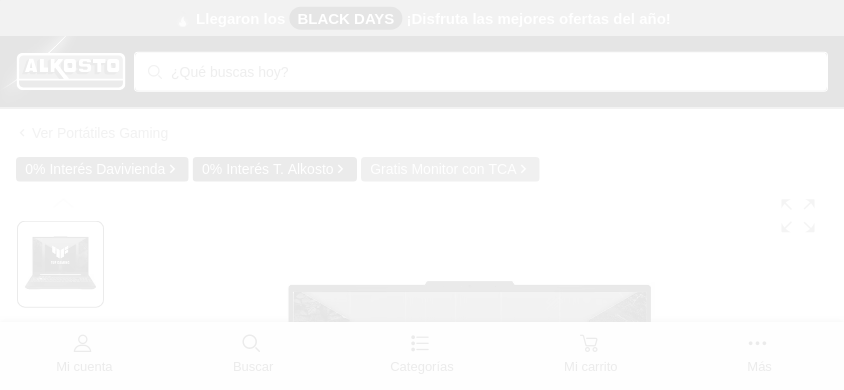 Llegaron los BLACK DAYS ¡Disfruta las mejores ofertas del año!
ALKOSTO
¿Qué buscas hoy?
Ver Portátiles Gaming
0% Interés Davivienda
0% Interés T. Alkosto
Gratis Monitor con TCA
Mi cuenta
Buscar
Categorías
Mi carrito
Más